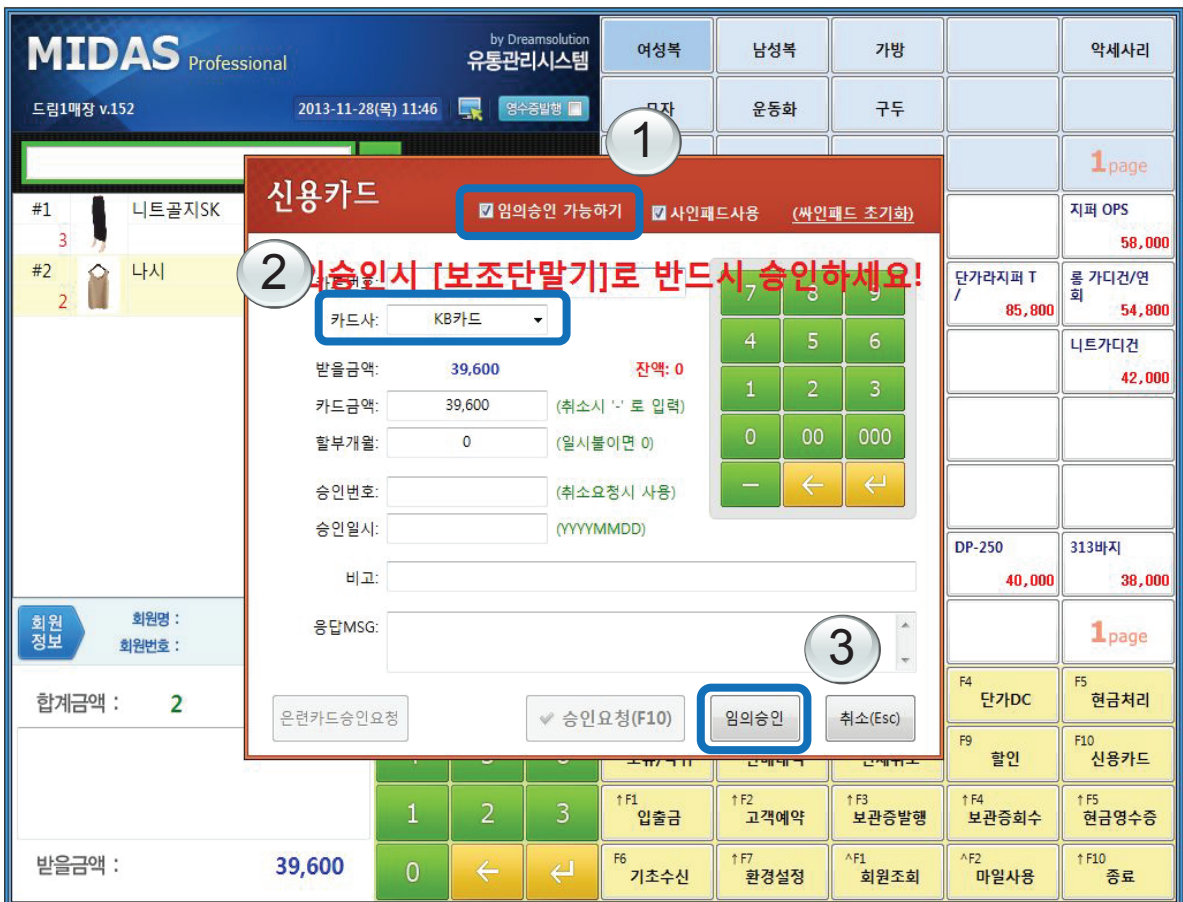 MIDAS Professional
by Dreamsolution
유통관리시스템
드림1매장 v.152
2013-11-28(목) 11:46
영수증발행
여성복
남성복
가방
악세사리
운동화
구두
1page
#1
니트골지SK
3
#2
나시
2
신용카드
임의승인 가능하기
사인패드사용
(싸인패드 초기화)
1
2
승인시 [보조단말기]로 반드시 승인하세요!
카드사:
KB카드
받을금액:
39,600
잔액: 0
카드금액:
39,600
(취소시 '-' 로 입력)
할부개월:
0
(일시불이면 0)
승인번호:
(취소요청시 사용)
승인일시:
(YYYYMMDD)
비고:
응답MSG:
7 8 9
4 5 6
1 2 3
0 00 000
3
은련카드승인요청
승인요청(F10)
임의승인
취소(Esc)
지퍼 OPS
58,000
단가라지퍼 T
/
85,800
롱 가디건/연
회
54,800
니트가디건
42,000
DP-250
40,000
313바지
38,000
1page
회원
정보
회원명 :
회원번호 :
합계금액 :
2
받을금액 :
39,600
1 2 3
0
F4
단가DC
F5
현금처리
F9
할인
F10
신용카드
↑F1
입출금
↑F2
고객예약
↑F3
보관증발행
↑F4
보관증회수
↑F5
현금영수증
F6
기초수신
↑F7
환경설정
^F1
회원조회
^F2
마일사용
↑F10
종료